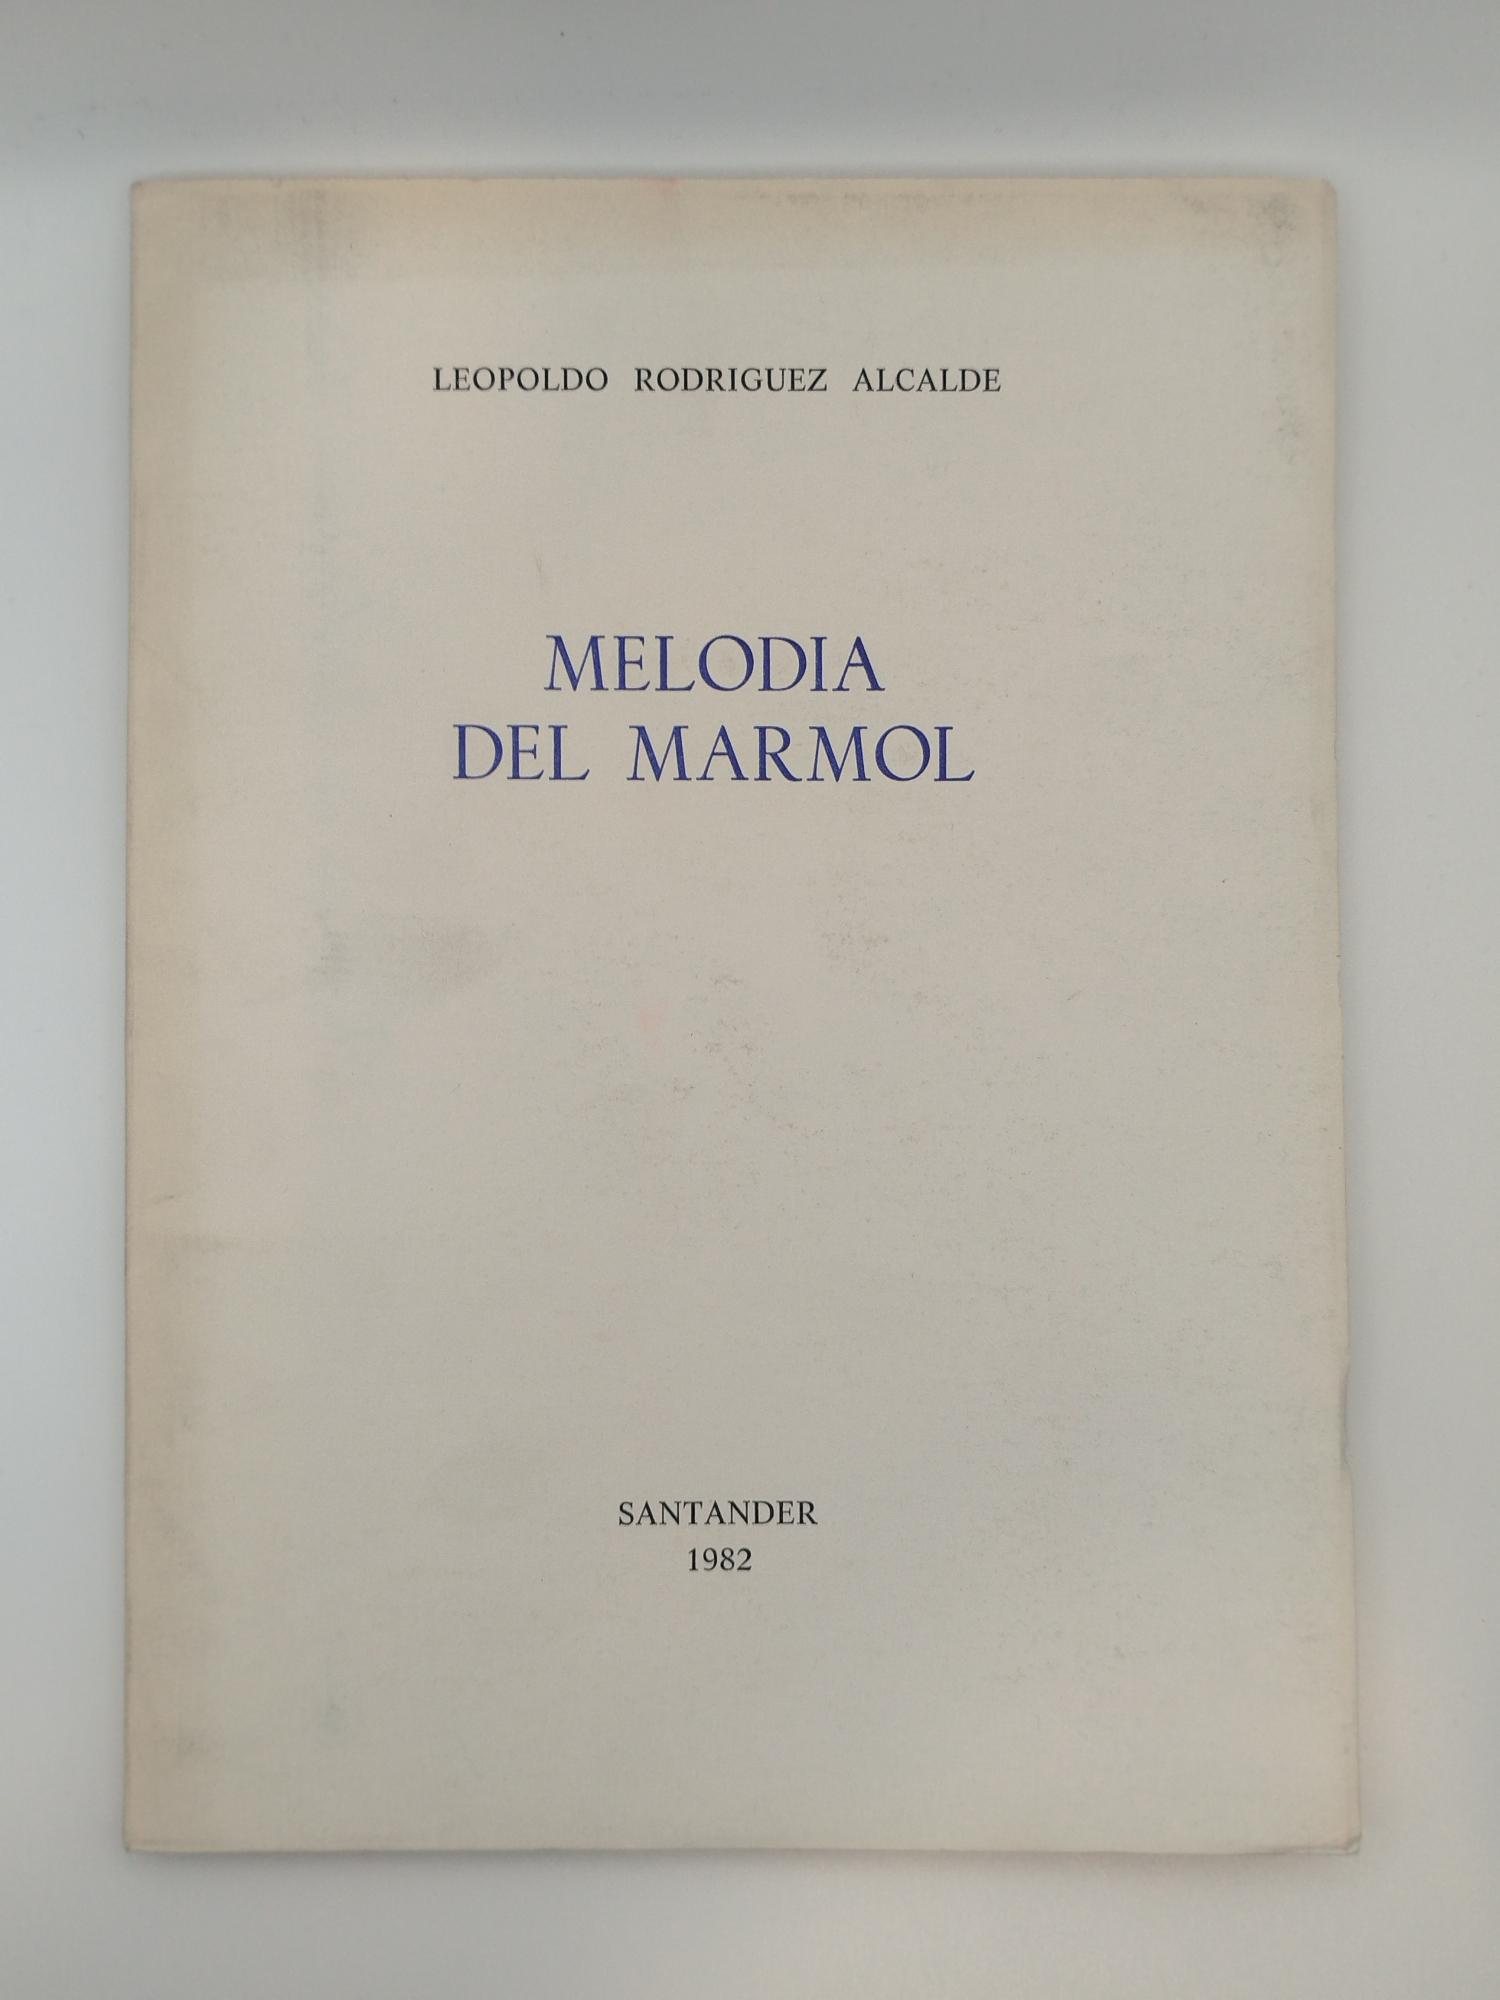 LEOPOLDO RODRIGUEZ ALCALDE
MELODIA
DEL MARMOL
SANTANDER
1982